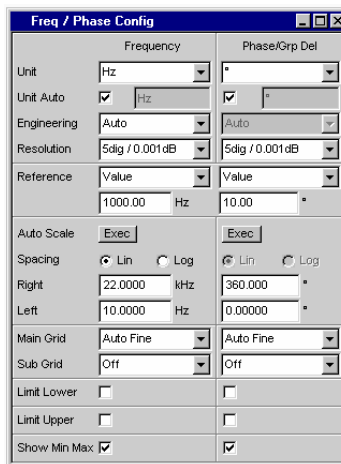 Freq / Phase Config
Frequency Phase/Grp Del
Unit Hz °
Unit Auto Hz °
Engineering Auto Auto
Resolution 5dig / 0.001dB 5dig / 0.001dB
Reference Value Value
1000.00 Hz 10.00 °
Auto Scale Exec Exec
Spacing Lin Log Lin Log
Right 22.0000 kHz 360.000 °
Left 10.0000 Hz 0.00000 °
Main Grid Auto Fine Auto Fine
Sub Grid Off Off
Limit Lower
Limit Upper
Show Min Max